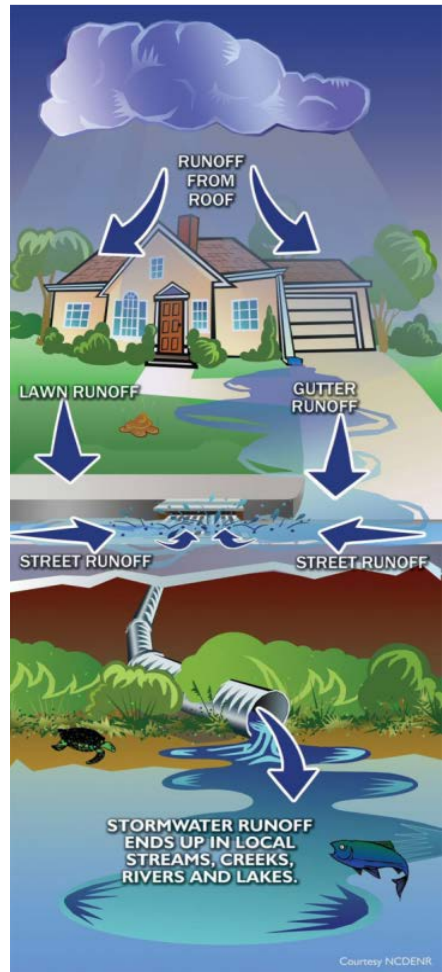 RUNOFF
FROM
ROOF
LAWN RUNOFF
GUTTER
RUNOFF
STREET RUNOFF
STREET RUNOFF
STORMWATER RUNOFF
ENDS UP IN LOCAL
STREAMS, CREEKS,
RIVERS AND LAKES.
Courtesy NCDENR